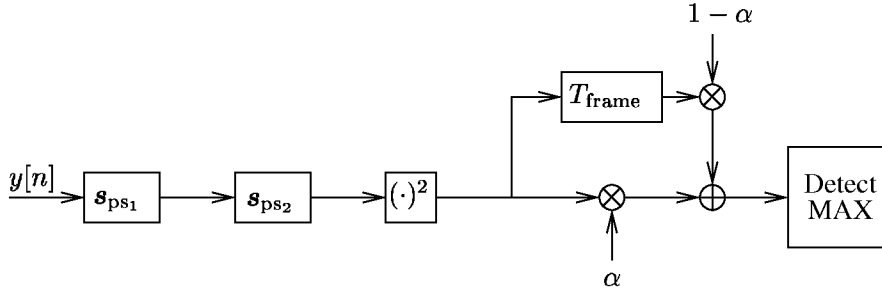 1 − α
T_frame
y[n]
s_ps₁
s_ps₂
(·)²
Detect
MAX
α